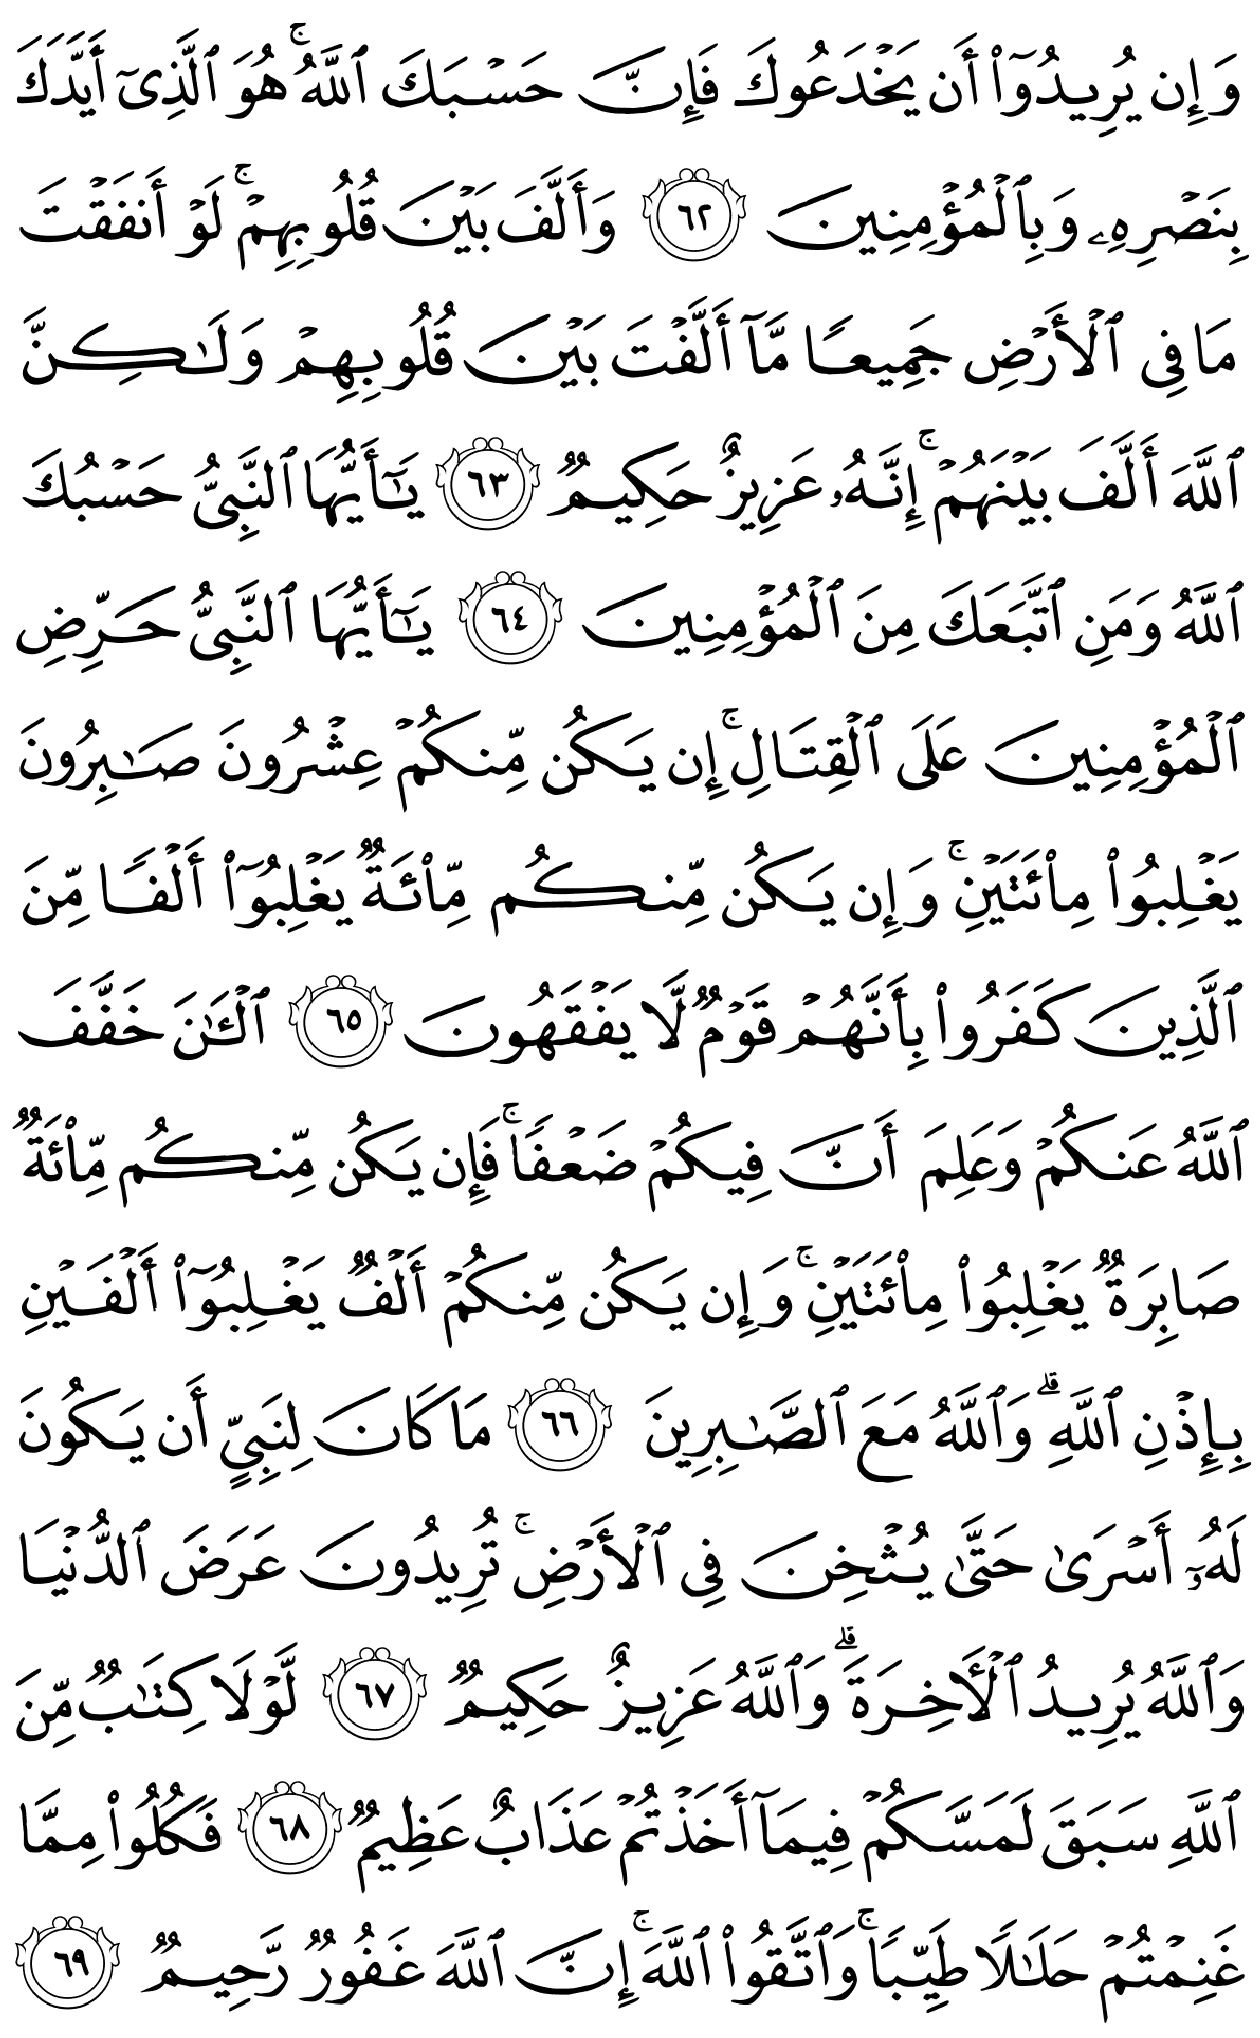 وَإِن يُرِيدُوٓا۟ أَن يَخْدَعُوكَ فَإِنَّ حَسْبَكَ ٱللَّهُ ۚ هُوَ ٱلَّذِىٓ أَيَّدَكَ
بِنَصْرِهِۦ وَبِٱلْمُؤْمِنِينَ ٦٢ وَأَلَّفَ بَيْنَ قُلُوبِهِمْ ۚ لَوْ أَنفَقْتَ
مَا فِى ٱلْأَرْضِ جَمِيعًا مَّآ أَلَّفْتَ بَيْنَ قُلُوبِهِمْ وَلَٰكِنَّ
ٱللَّهَ أَلَّفَ بَيْنَهُمْ ۚ إِنَّهُۥ عَزِيزٌ حَكِيمٌ ٦٣ يَٰٓأَيُّهَا ٱلنَّبِىُّ حَسْبُكَ
ٱللَّهُ وَمَنِ ٱتَّبَعَكَ مِنَ ٱلْمُؤْمِنِينَ ٦٤ يَٰٓأَيُّهَا ٱلنَّبِىُّ حَرِّضِ
ٱلْمُؤْمِنِينَ عَلَى ٱلْقِتَالِ ۚ إِن يَكُن مِّنكُمْ عِشْرُونَ صَٰبِرُونَ
يَغْلِبُوا۟ مِا۟ئَتَيْنِ ۚ وَإِن يَكُن مِّنكُم مِّا۟ئَةٌ يَغْلِبُوٓا۟ أَلْفًا مِّنَ
ٱلَّذِينَ كَفَرُوا۟ بِأَنَّهُمْ قَوْمٌ لَّا يَفْقَهُونَ ٦٥ ٱلْـَٰٔنَ خَفَّفَ
ٱللَّهُ عَنكُمْ وَعَلِمَ أَنَّ فِيكُمْ ضَعْفًا ۚ فَإِن يَكُن مِّنكُم مِّا۟ئَةٌ
صَابِرَةٌ يَغْلِبُوا۟ مِا۟ئَتَيْنِ ۚ وَإِن يَكُن مِّنكُمْ أَلْفٌ يَغْلِبُوٓا۟ أَلْفَيْنِ
بِإِذْنِ ٱللَّهِ ۗ وَٱللَّهُ مَعَ ٱلصَّٰبِرِينَ ٦٦ مَا كَانَ لِنَبِىٍّ أَن يَكُونَ
لَهُۥٓ أَسْرَىٰ حَتَّىٰ يُثْخِنَ فِى ٱلْأَرْضِ ۚ تُرِيدُونَ عَرَضَ ٱلدُّنْيَا
وَٱللَّهُ يُرِيدُ ٱلْأَخِرَةَ ۗ وَٱللَّهُ عَزِيزٌ حَكِيمٌ ٦٧ لَّوْلَا كِتَٰبٌ مِّنَ
ٱللَّهِ سَبَقَ لَمَسَّكُمْ فِيمَآ أَخَذْتُمْ عَذَابٌ عَظِيمٌ ٦٨ فَكُلُوا۟ مِمَّا
غَنِمْتُمْ حَلَٰلًا طَيِّبًا ۚ وَٱتَّقُوا۟ ٱللَّهَ ۚ إِنَّ ٱللَّهَ غَفُورٌ رَّحِيمٌ ٦٩